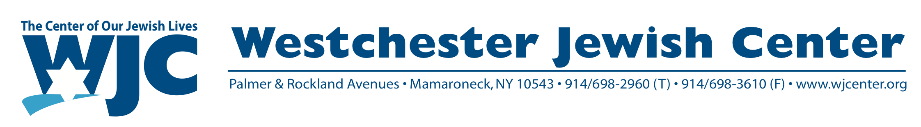 The Center of Our Jewish Lives
WJC
Westchester Jewish Center
Palmer & Rockland Avenues • Mamaroneck, NY 10543 • 914/698-2960 (T) • 914/698-3610 (F) • www.wjcenter.org